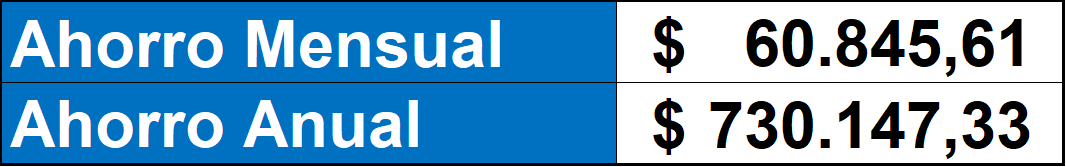 Ahorro Mensual $ 60.845,61
Ahorro Anual $ 730.147,33